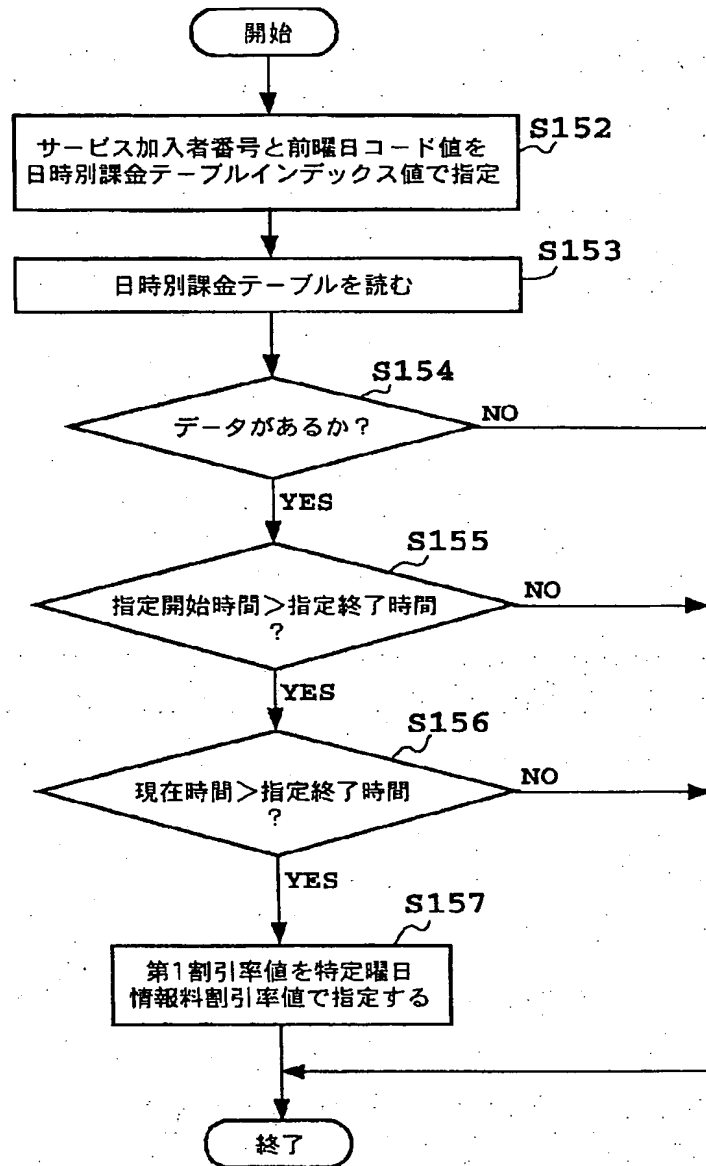 開始
S152
サービス加入者番号と前曜日コード値を
日時別課金テーブルインデックス値で指定
S153
日時別課金テーブルを読む
S154
データがあるか？
NO
YES
S155
指定開始時間＞指定終了時間
？
NO
YES
S156
現在時間＞指定終了時間
？
NO
YES
S157
第1割引率値を特定曜日
情報料割引率値で指定する
終了